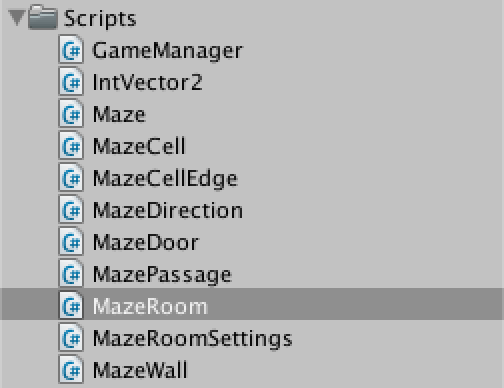 Scripts
GameManager
IntVector2
Maze
MazeCell
MazeCellEdge
MazeDirection
MazeDoor
MazePassage
MazeRoom
MazeRoomSettings
MazeWall